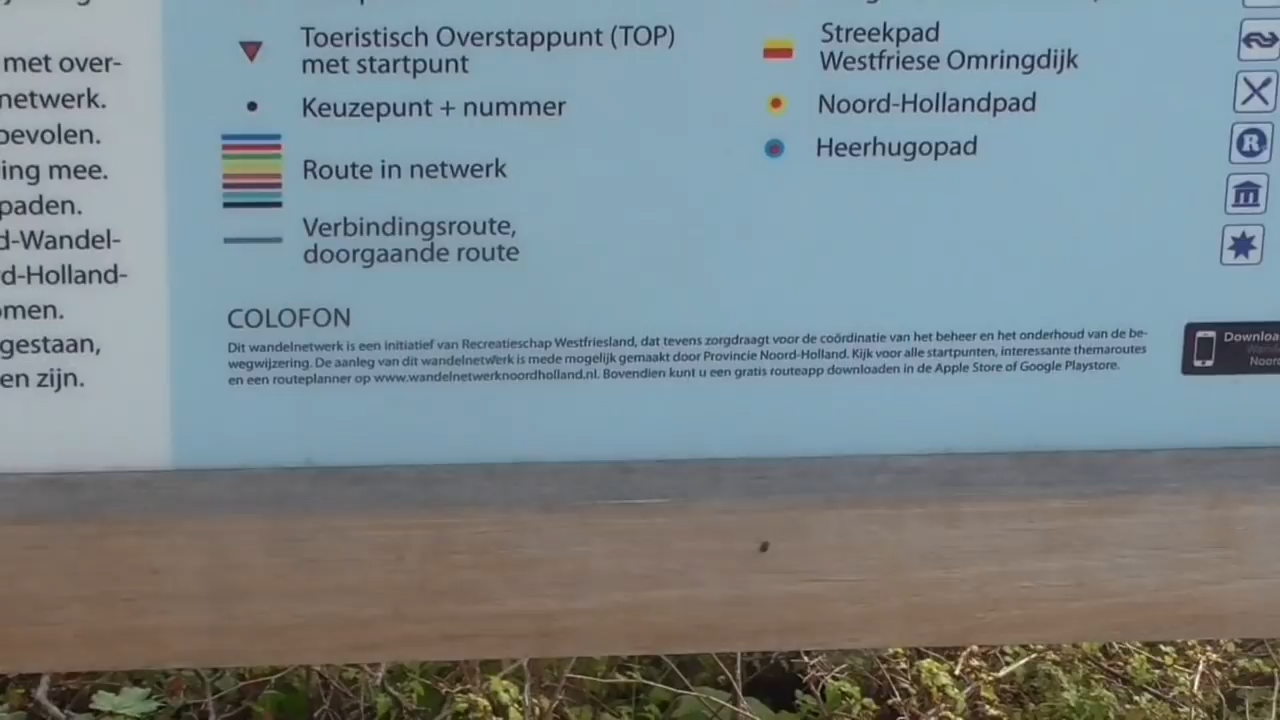 met over-
netwerk.
bevolen.
ing mee.
paden.
d-Wandel-
d-Holland-
omen.
gestaan,
en zijn.
Toeristisch Overstappunt (TOP)
met startpunt
Keuzepunt + nummer
Route in netwerk
Verbindingsroute,
doorgaande route
Streekpad
Westfriese Omringdijk
Noord-Hollandpad
Heerhugopad
R
COLOFON
Dit wandelnetwerk is een initiatief van Recreatieschap Westfriesland, dat tevens zorgdraagt voor de coördinatie van het beheer en het onderhoud van de be-
wegwijzering. De aanleg van dit wandelnetwerk is mede mogelijk gemaakt door Provincie Noord-Holland. Kijk voor alle startpunten, interessante themaroutes
en een routeplanner op www.wandelnetwerknoordholland.nl. Bovendien kunt u een gratis routeapp downloaden in de Apple Store of Google Playstore.
Downloa
Noord